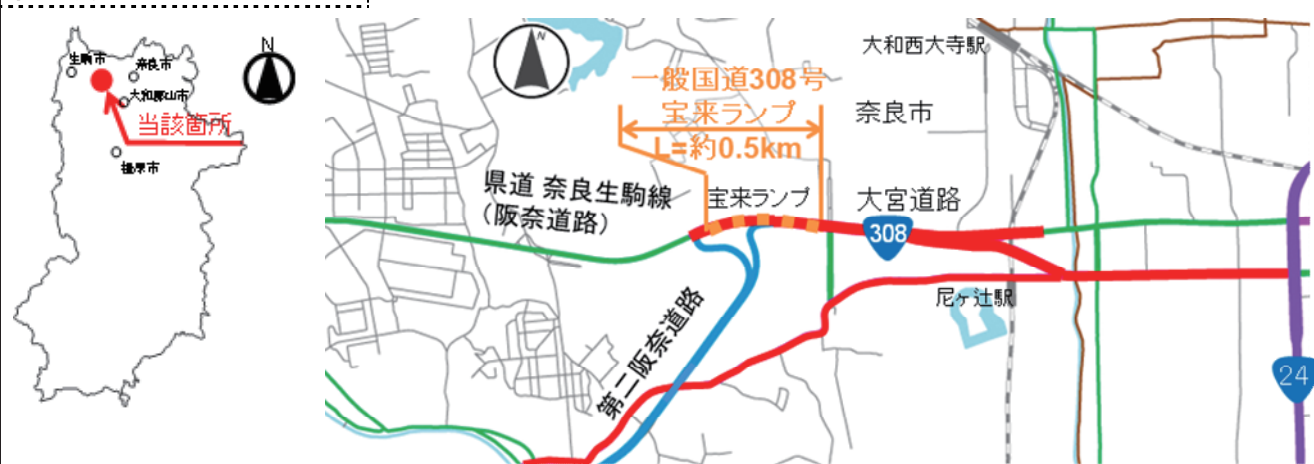 N
生駒市
奈良市
大和郡山市
当該箇所
橿原市
N
一般国道308号
宝来ランプ
L=約0.5km
大和西大寺駅
奈良市
県道 奈良生駒線
(阪奈道路)
宝来ランプ
大宮道路
308
尼ヶ辻駅
第二阪奈道路
24